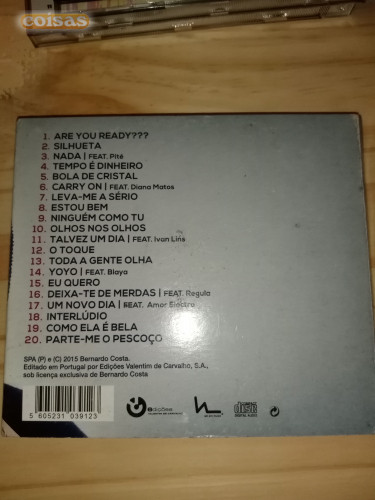 coisas
1. ARE YOU READY???
2. SILHUETA
3. NADA | FEAT. Pité
4. TEMPO É DINHEIRO
5. BOLA DE CRISTAL
6. CARRY ON | FEAT. Diana Matos
7. LEVA-ME A SÉRIO
8. ESTOU BEM
9. NINGUÉM COMO TU
10. OLHOS NOS OLHOS
11. TALVEZ UM DIA | FEAT. Ivan Lins
12. O TOQUE
13. TODA A GENTE OLHA
14. YOYO | FEAT. Blaya
15. EU QUERO
16. DEIXA-TE DE MERDAS | FEAT. Regula
17. UM NOVO DIA | FEAT. Amor Electro
18. INTERLÚDIO
19. COMO ELA É BELA
20. PARTE-ME O PESCOÇO
SPA (P) e (C) 2015 Bernardo Costa.
Editado em Portugal por Edições Valentim de Carvalho, S.A.,
sob licença exclusiva de Bernardo Costa
5 605231 039123